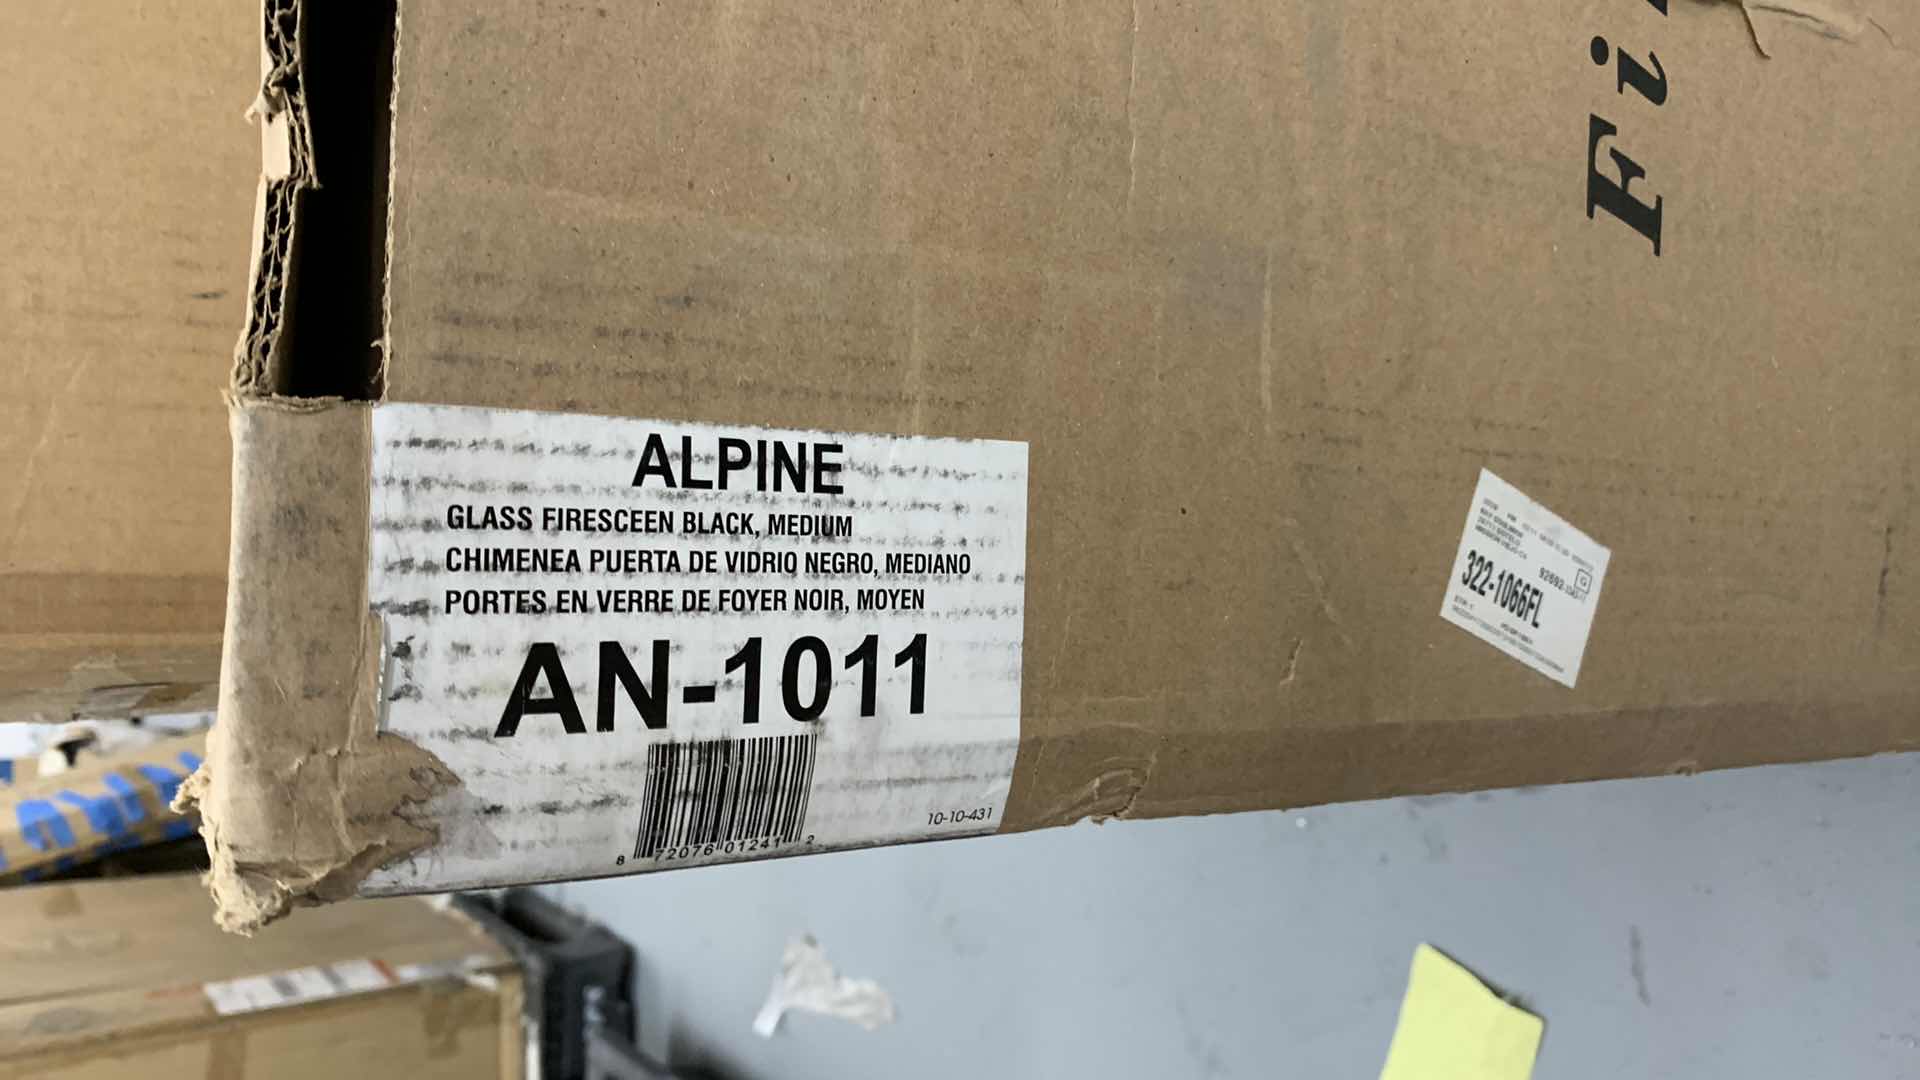 Fi
ALPINE
GLASS FIRESCEEN BLACK, MEDIUM
CHIMENEA PUERTA DE VIDRIO NEGRO, MEDIANO
PORTES EN VERRE DE FOYER NOIR, MOYEN
AN-1011
8 72076 01241 2
10-10-431
322-1066FL
G